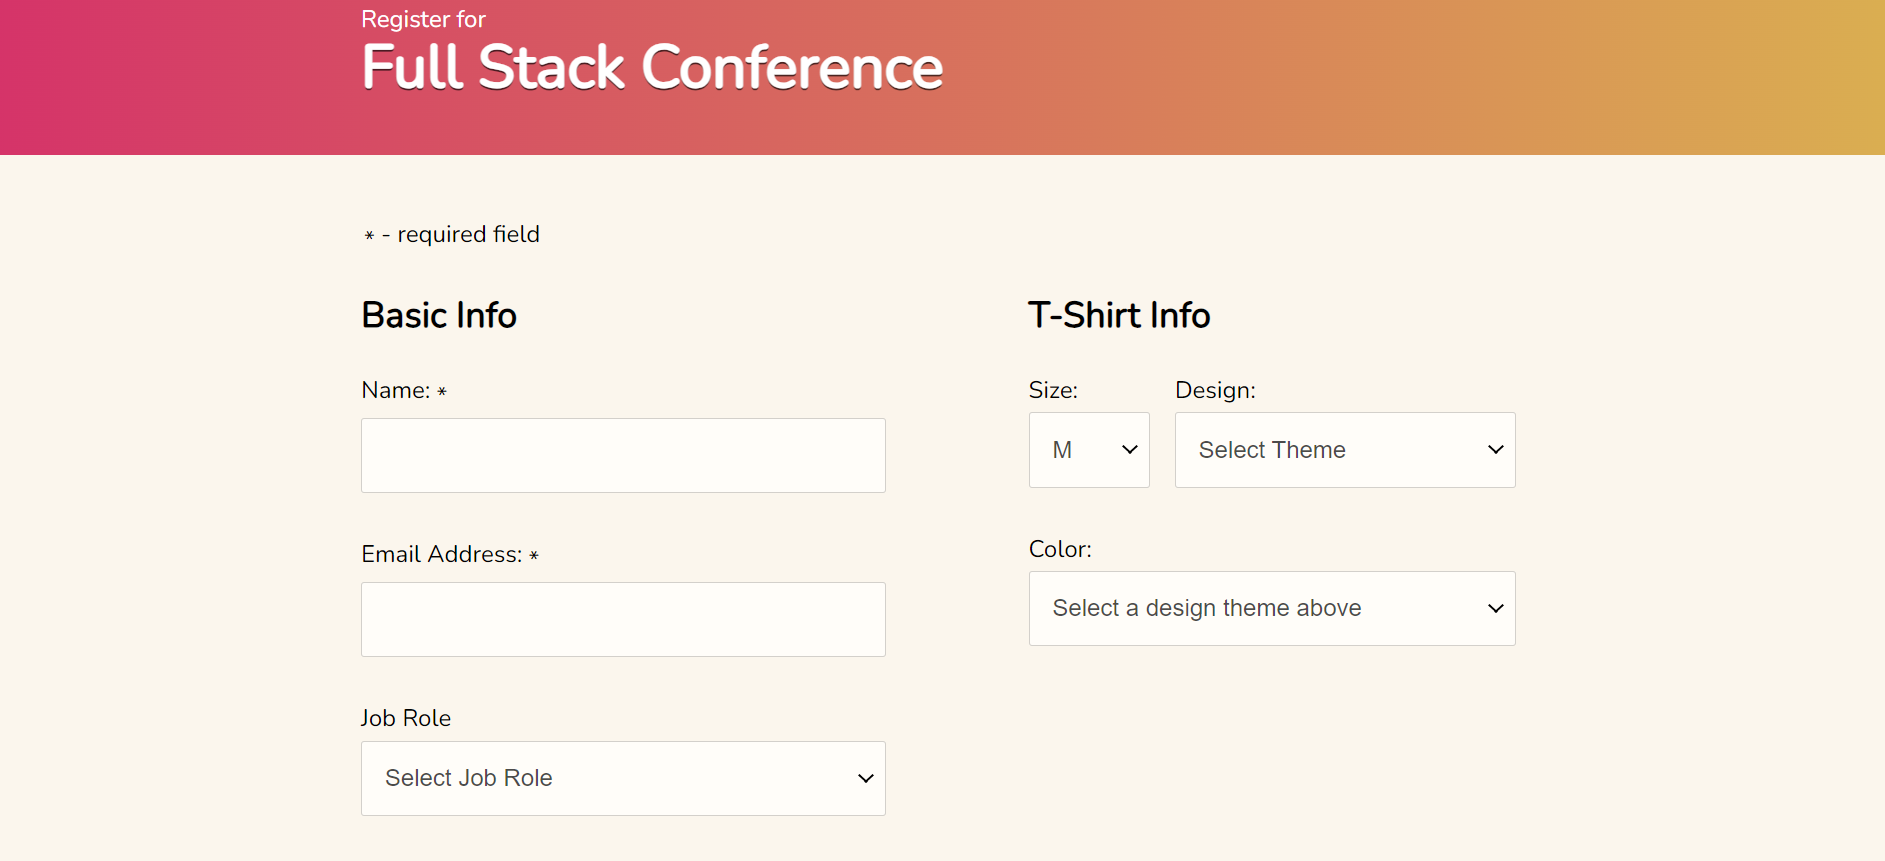 Register for
Full Stack Conference
* - required field
Basic Info
Name: *
Email Address: *
Job Role
Select Job Role
T-Shirt Info
Size:
M
Design:
Select Theme
Color:
Select a design theme above